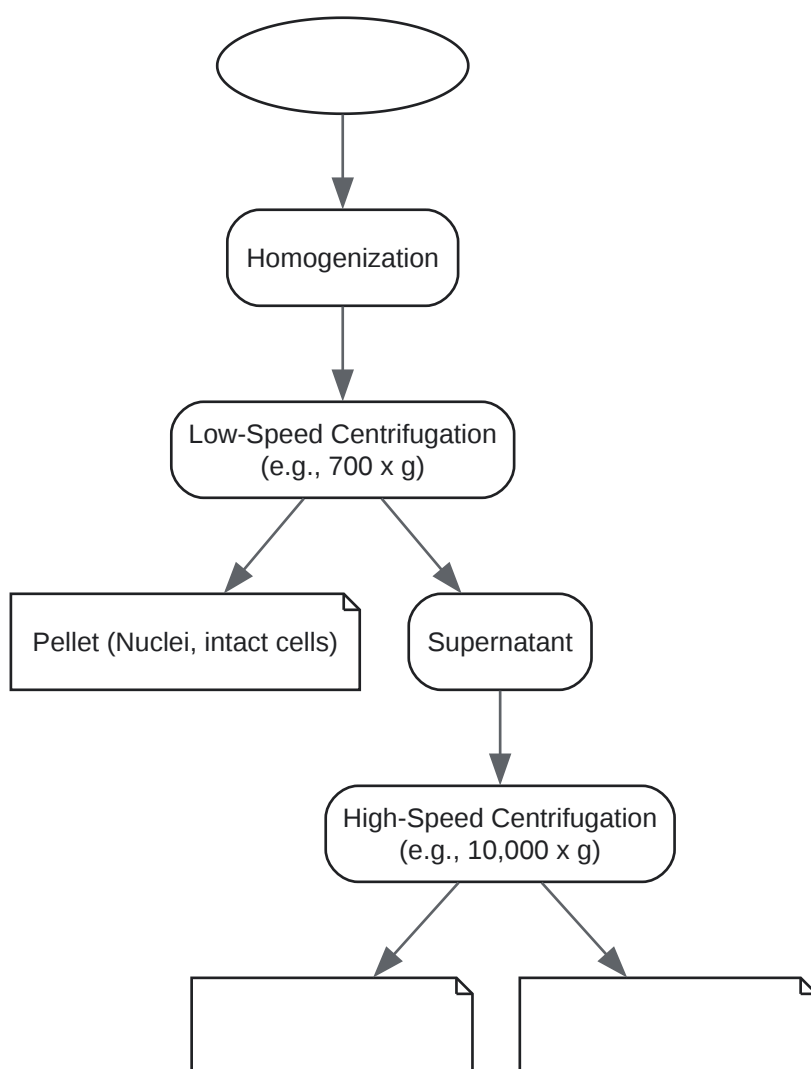 Homogenization
Low-Speed Centrifugation
(e.g., 700 x g)
Pellet (Nuclei, intact cells)
Supernatant
High-Speed Centrifugation
(e.g., 10,000 x g)